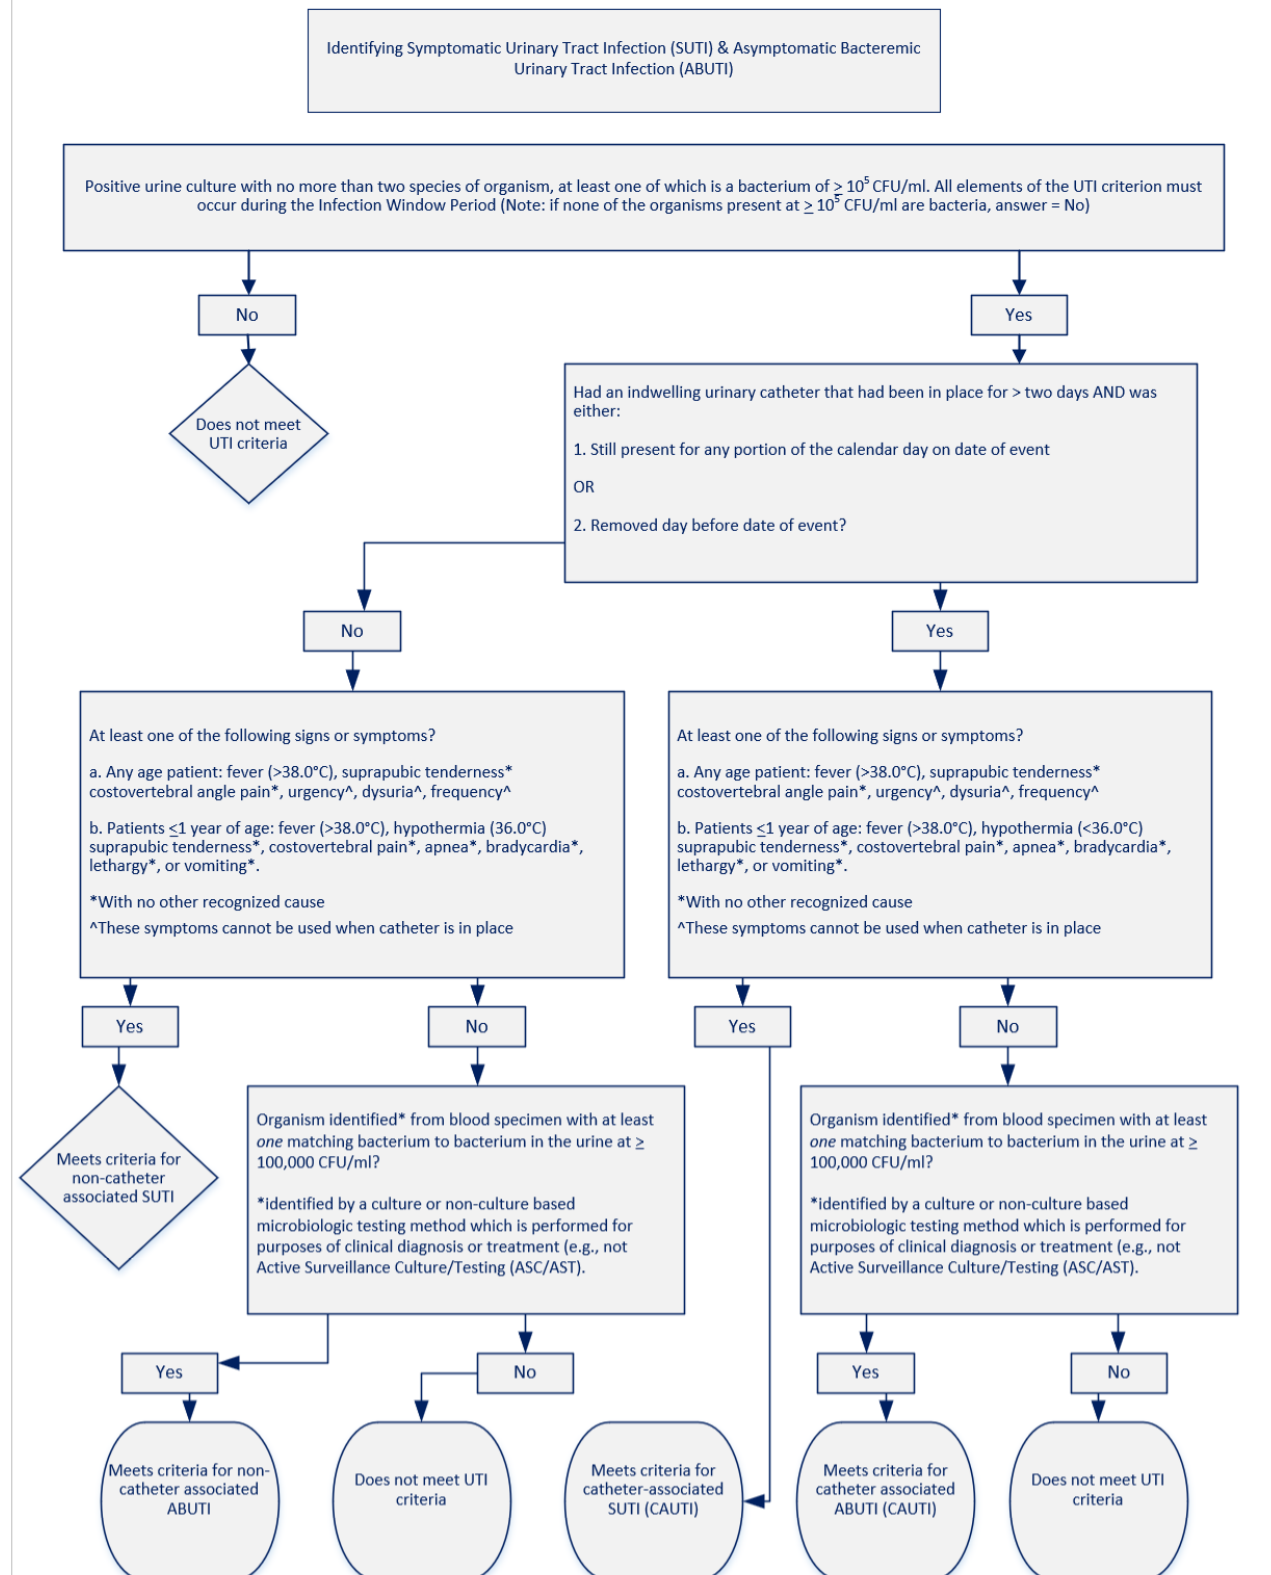 Identifying Symptomatic Urinary Tract Infection (SUTI) & Asymptomatic Bacteremic
Urinary Tract Infection (ABUTI)
Positive urine culture with no more than two species of organism, at least one of which is a bacterium of ≥ 10⁵ CFU/ml. All elements of the UTI criterion must
occur during the Infection Window Period (Note: if none of the organisms present at ≥ 10⁵ CFU/ml are bacteria, answer = No)
No
Yes
Does not meet
UTI criteria
Had an indwelling urinary catheter that had been in place for > two days AND was
either:
1. Still present for any portion of the calendar day on date of event
OR
2. Removed day before date of event?
No
Yes
At least one of the following signs or symptoms?
a. Any age patient: fever (>38.0°C), suprapubic tenderness*
costovertebral angle pain*, urgency^, dysuria^, frequency^
b. Patients ≤1 year of age: fever (>38.0°C), hypothermia (36.0°C)
suprapubic tenderness*, costovertebral pain*, apnea*, bradycardia*,
lethargy*, or vomiting*.
*With no other recognized cause
^These symptoms cannot be used when catheter is in place
At least one of the following signs or symptoms?
a. Any age patient: fever (>38.0°C), suprapubic tenderness*
costovertebral angle pain*, urgency^, dysuria^, frequency^
b. Patients ≤1 year of age: fever (>38.0°C), hypothermia (<36.0°C)
suprapubic tenderness*, costovertebral pain*, apnea*, bradycardia*,
lethargy*, or vomiting*.
*With no other recognized cause
^These symptoms cannot be used when catheter is in place
Yes
No
Yes
No
Meets criteria for
non-catheter
associated SUTI
Organism identified* from blood specimen with at least
one matching bacterium to bacterium in the urine at ≥
100,000 CFU/ml?
*identified by a culture or non-culture based
microbiologic testing method which is performed for
purposes of clinical diagnosis or treatment (e.g., not
Active Surveillance Culture/Testing (ASC/AST).
Organism identified* from blood specimen with at least
one matching bacterium to bacterium in the urine at ≥
100,000 CFU/ml?
*identified by a culture or non-culture based
microbiologic testing method which is performed for
purposes of clinical diagnosis or treatment (e.g., not
Active Surveillance Culture/Testing (ASC/AST).
Yes
No
Yes
No
Meets criteria for non-
catheter associated
ABUTI
Does not meet UTI
criteria
Meets criteria for
catheter-associated
SUTI (CAUTI)
Meets criteria for
catheter associated
ABUTI (CAUTI)
Does not meet UTI
criteria